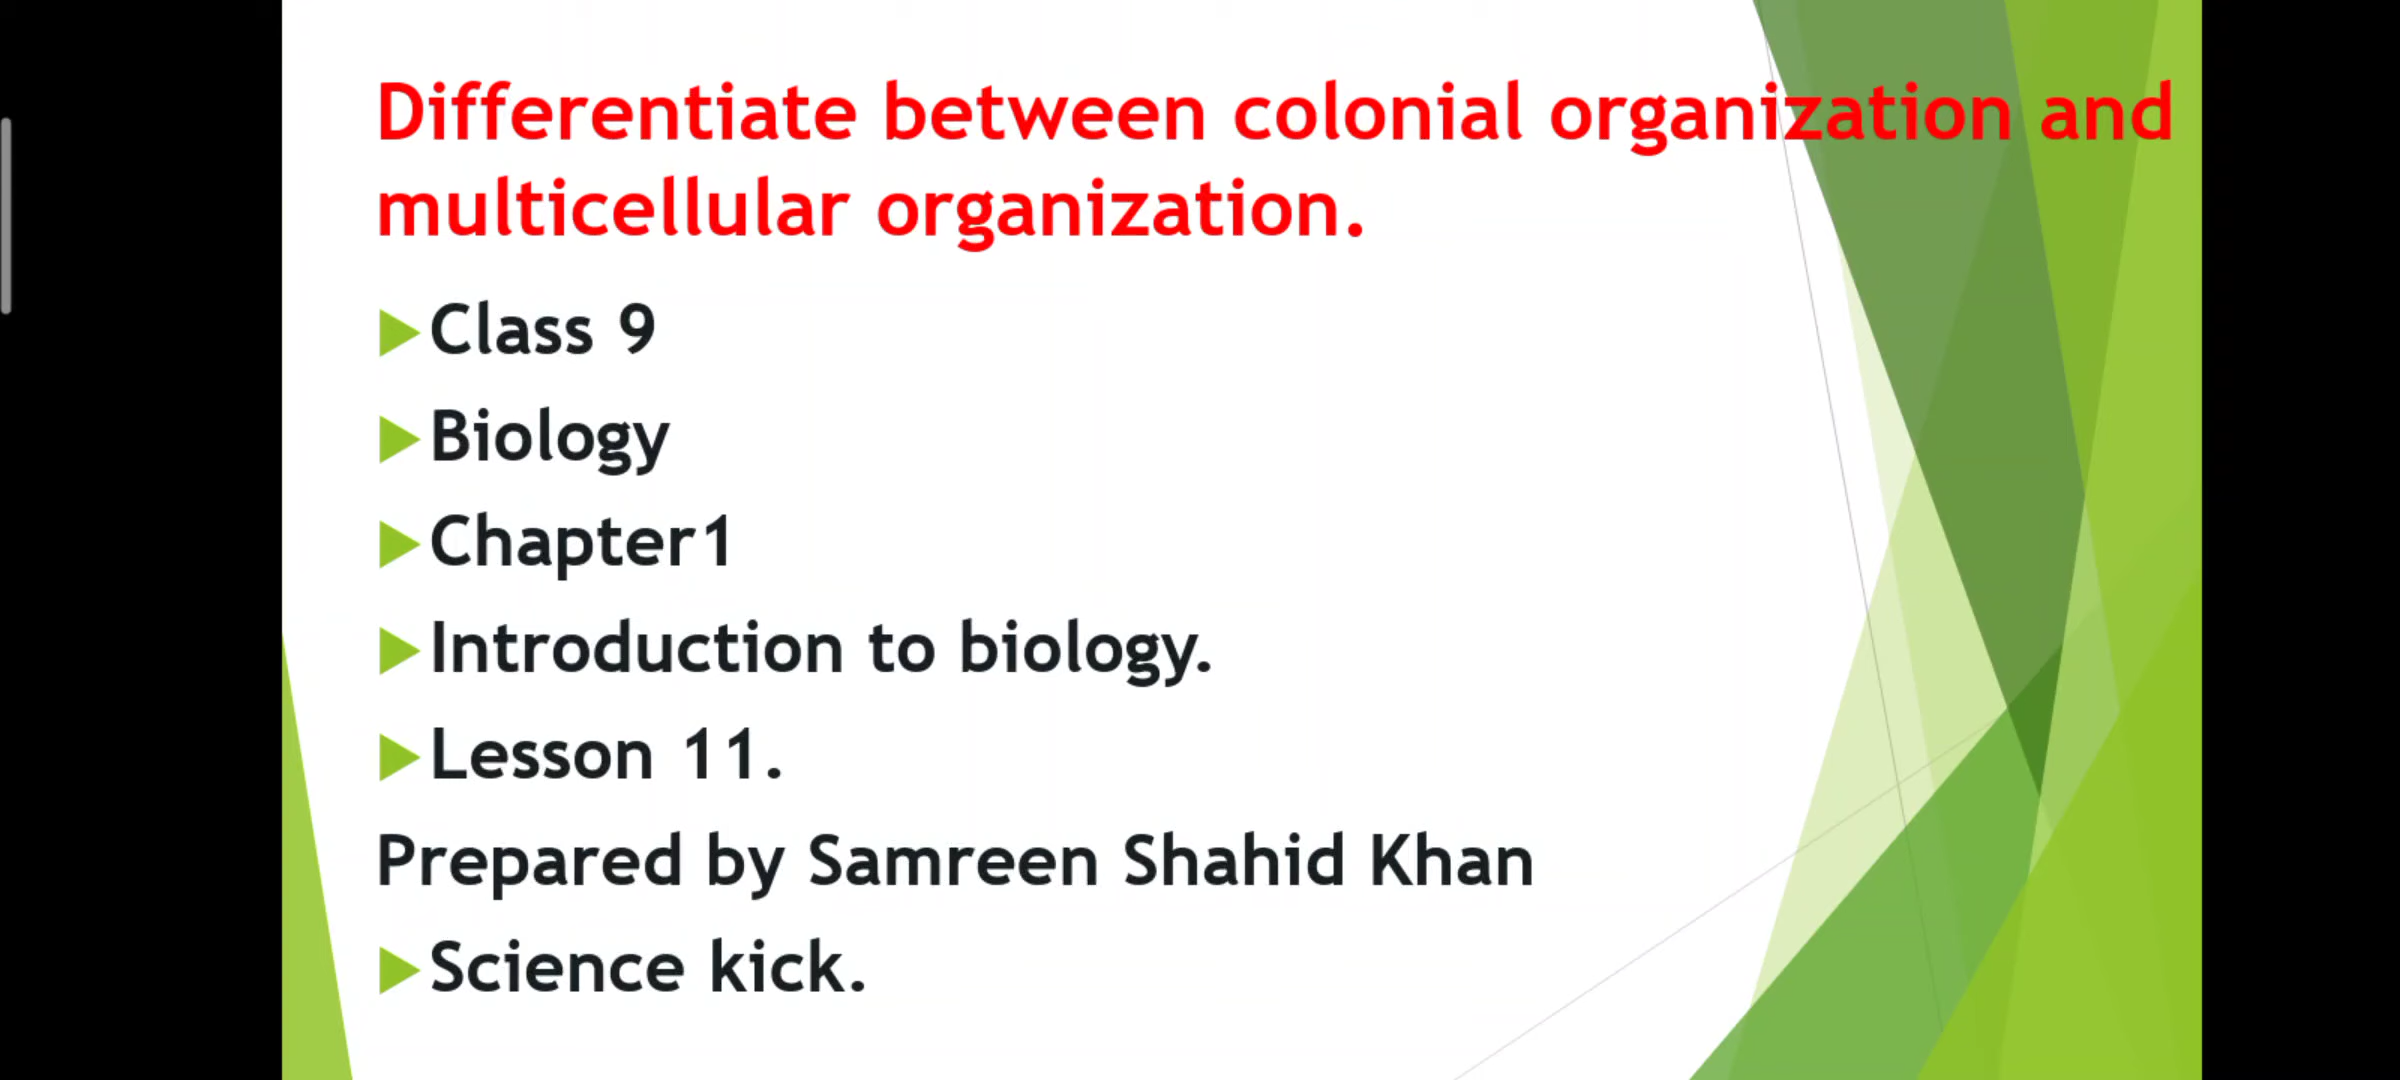 Differentiate between colonial organization and
multicellular organization.
Class 9
Biology
Chapter1
Introduction to biology.
Lesson 11.
Prepared by Samreen Shahid Khan
Science kick.